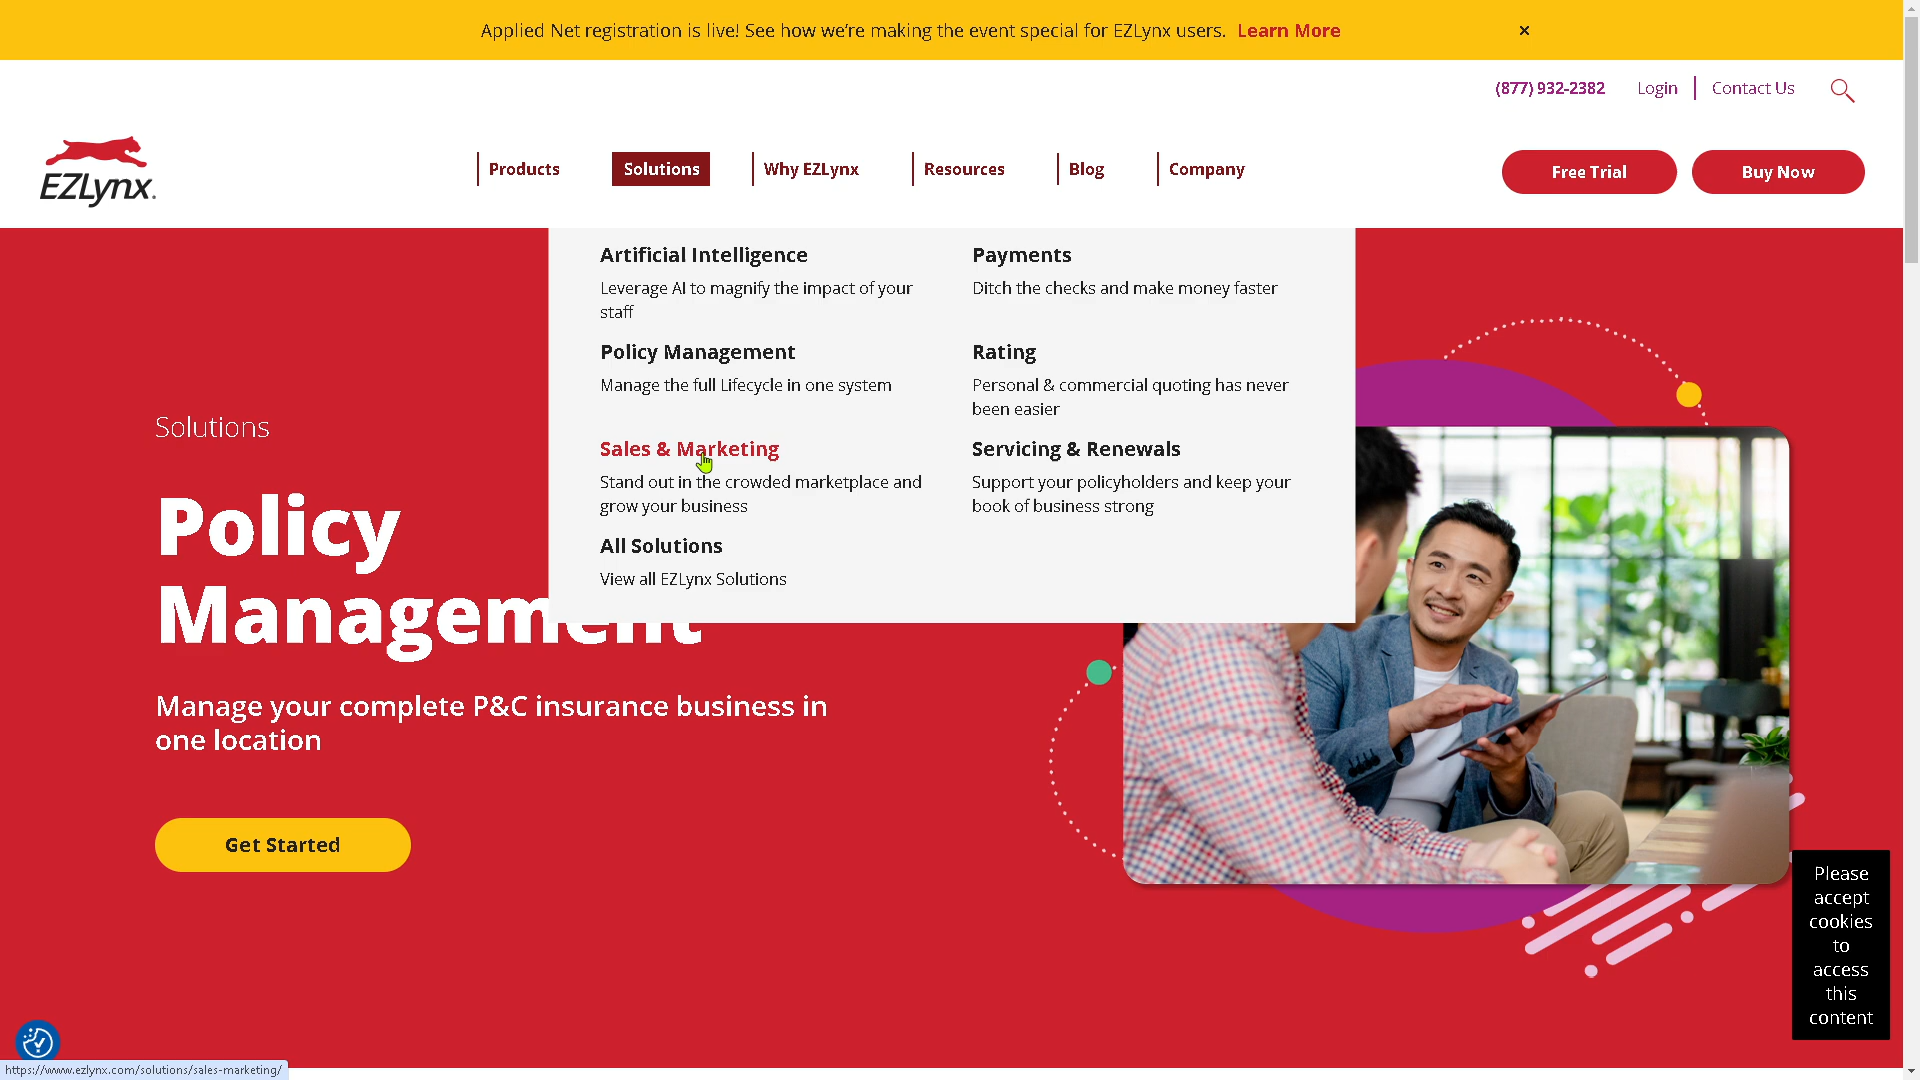 Applied Net registration is live! See how we're making the event special for EZLynx users. Learn More
(877) 932-2382
Login
Contact Us
EZLynx.
Products
Solutions
Why EZLynx
Resources
Blog
Company
Free Trial
Buy Now
Artificial Intelligence
Leverage AI to magnify the impact of your
staff
Payments
Ditch the checks and make money faster
Policy Management
Manage the full Lifecycle in one system
Rating
Personal & commercial quoting has never
been easier
Sales & Marketing
Stand out in the crowded marketplace and
grow your business
Servicing & Renewals
Support your policyholders and keep your
book of business strong
All Solutions
View all EZLynx Solutions
Solutions
Policy
Management
Manage your complete P&C insurance business in
one location
Get Started
Please
accept
cookies
to
access
this
content
https://www.ezlynx.com/solutions/sales-marketing/